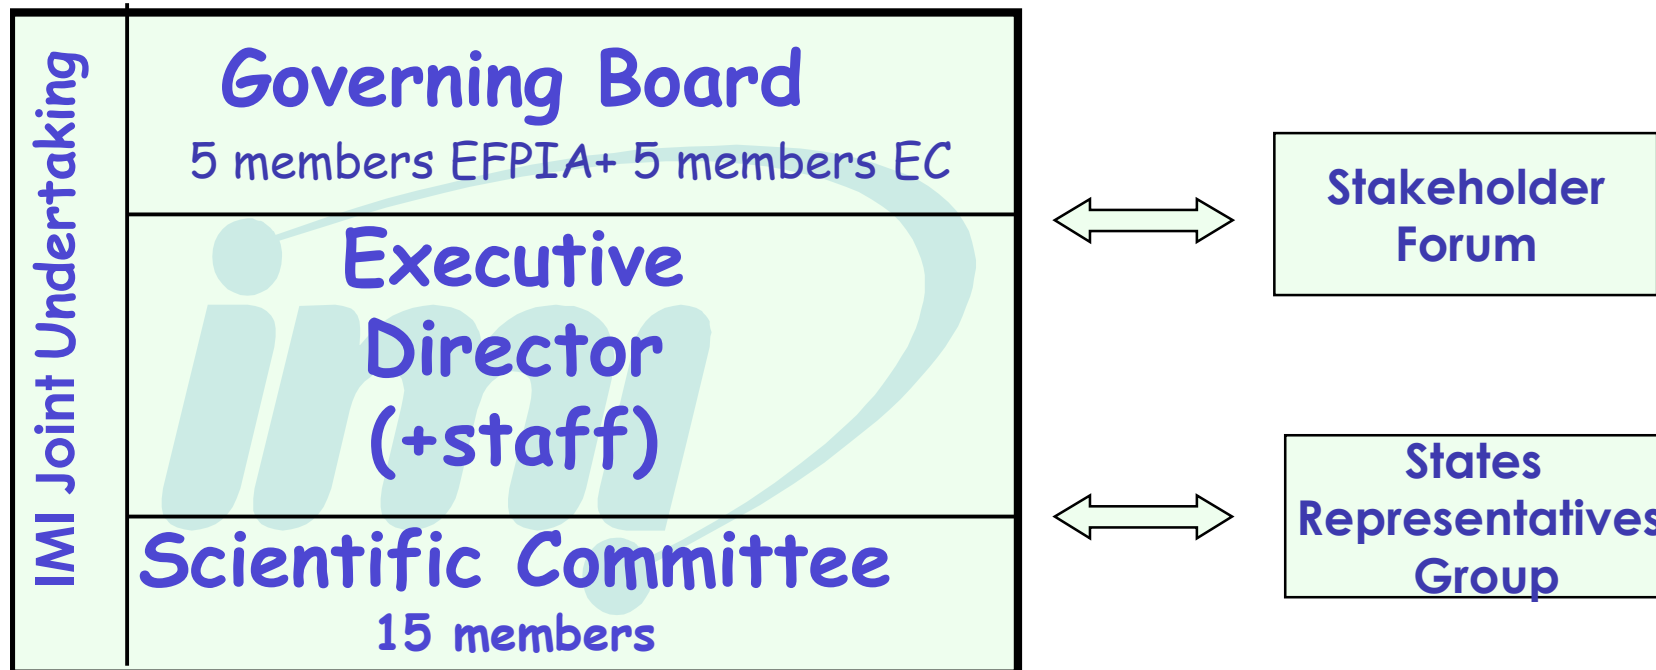 IMI Joint Undertaking
Governing Board
5 members EFPIA+ 5 members EC
Executive
Director
(+staff)
Scientific Committee
15 members
imi
Stakeholder
Forum
States
Representatives
Group